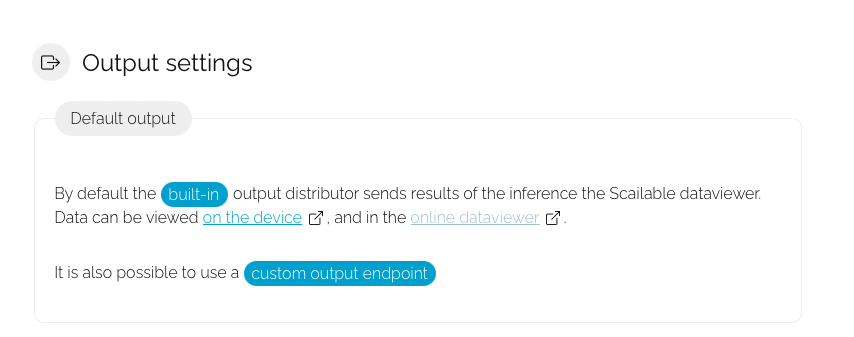 Output settings
Default output
By default the built-in output distributor sends results of the inference the Scailable dataviewer.
Data can be viewed on the device , and in the online dataviewer .
It is also possible to use a custom output endpoint